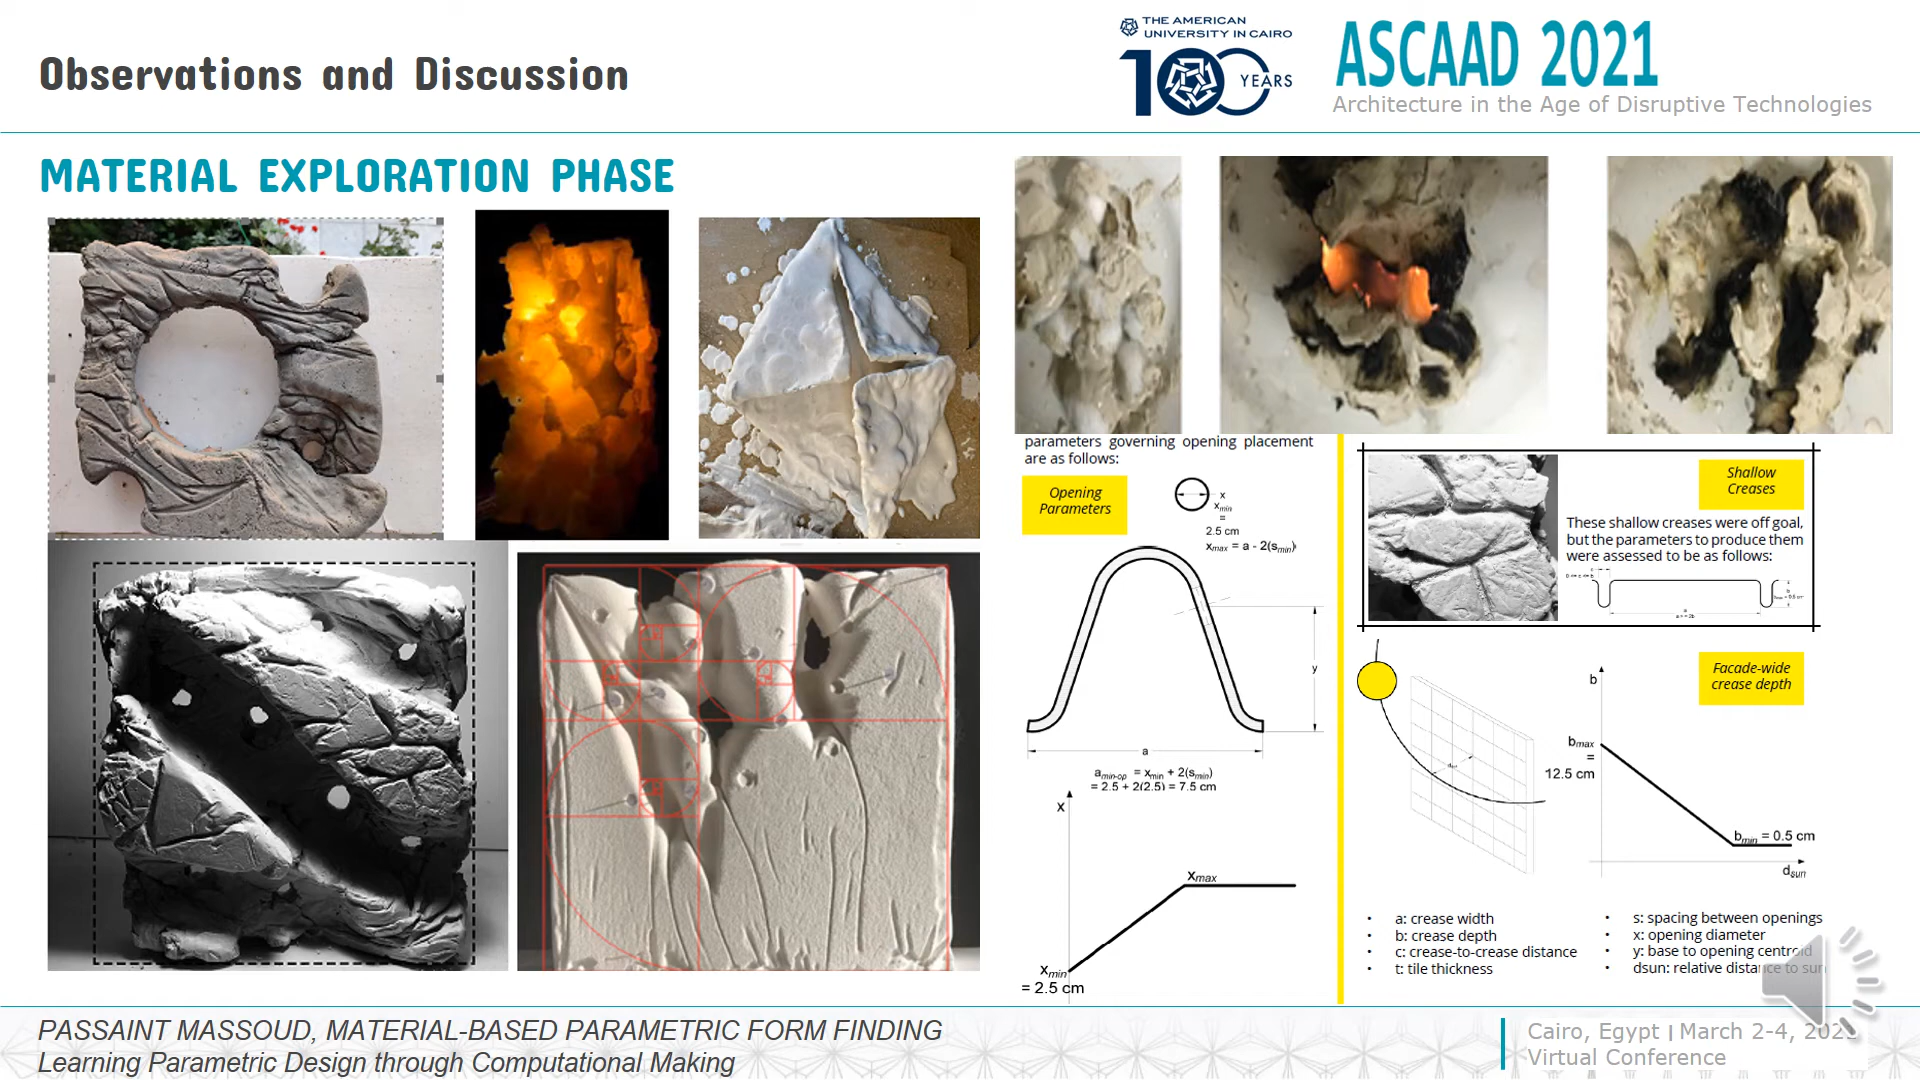 Observations and Discussion
THE AMERICAN
UNIVERSITY IN CAIRO
100 YEARS
ASCAAD 2021
Architecture in the Age of Disruptive Technologies
MATERIAL EXPLORATION PHASE
parameters governing opening placement
are as follows:
Opening
Parameters
x
xmin
=
2.5 cm
xmax = a - 2(smin)
y
a
amin-op = xmin + 2(smin)
= 2.5 + 2(2.5) = 7.5 cm
x
xmax
xmin
= 2.5 cm
Shallow
Creases
These shallow creases were off goal,
but the parameters to produce them
were assessed to be as follows:
Facade-wide
crease depth
b
bmax
=
12.5 cm
bmin = 0.5 cm
dsun
• a: crease width
• b: crease depth
• c: crease-to-crease distance
• t: tile thickness
• s: spacing between openings
• x: opening diameter
• y: base to opening centroid
• dsun: relative distance to sun
PASSAINT MASSOUD, MATERIAL-BASED PARAMETRIC FORM FINDING
Learning Parametric Design through Computational Making
Cairo, Egypt | March 2-4, 2021
Virtual Conference